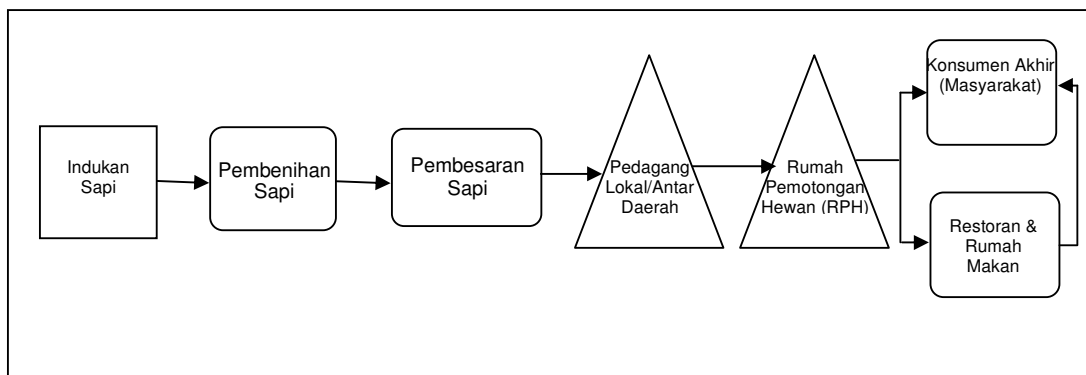 Indukan
Sapi
Pembenihan
Sapi
Pembesaran
Sapi
Pedagang
Lokal/Antar
Daerah
Rumah
Pemotongan
Hewan (RPH)
Konsumen Akhir
(Masyarakat)
Restoran &
Rumah
Makan